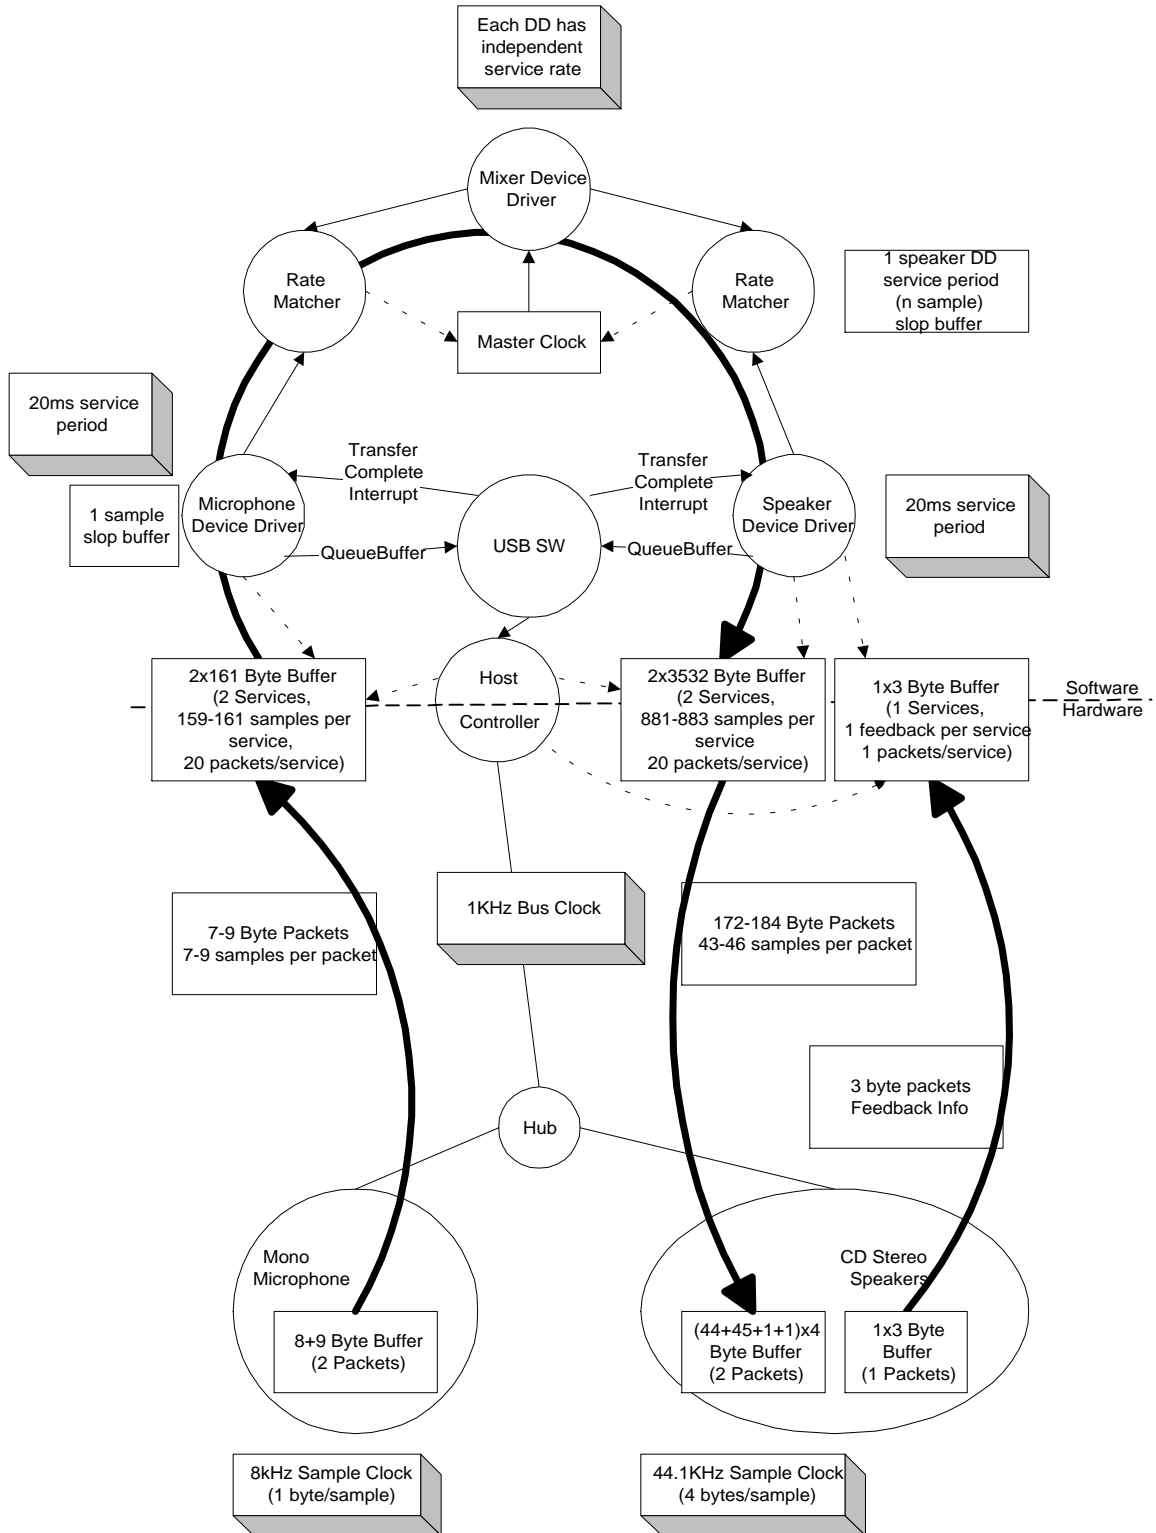 Each DD has
independent
service rate
Mixer Device
Driver
Rate
Matcher
Rate
Matcher
1 speaker DD
service period
(n sample)
slop buffer
Master Clock
20ms service
period
Transfer
Complete
Interrupt
Transfer
Complete
Interrupt
1 sample
slop buffer
Microphone
Device Driver
USB SW
Speaker
Device Driver
20ms service
period
QueueBuffer
QueueBuffer
2x161 Byte Buffer
(2 Services,
159-161 samples per
service,
20 packets/service)
Host
Controller
2x3532 Byte Buffer
(2 Services,
881-883 samples per
service
20 packets/service)
1x3 Byte Buffer
(1 Services,
1 feedback per service
1 packets/service)
Software
Hardware
7-9 Byte Packets
7-9 samples per packet
1KHz Bus Clock
172-184 Byte Packets
43-46 samples per packet
3 byte packets
Feedback Info
Hub
Mono
Microphone
CD Stereo
Speakers
8+9 Byte Buffer
(2 Packets)
(44+45+1+1)x4
Byte Buffer
(2 Packets)
1x3 Byte
Buffer
(1 Packets)
8kHz Sample Clock
(1 byte/sample)
44.1KHz Sample Clock
(4 bytes/sample)